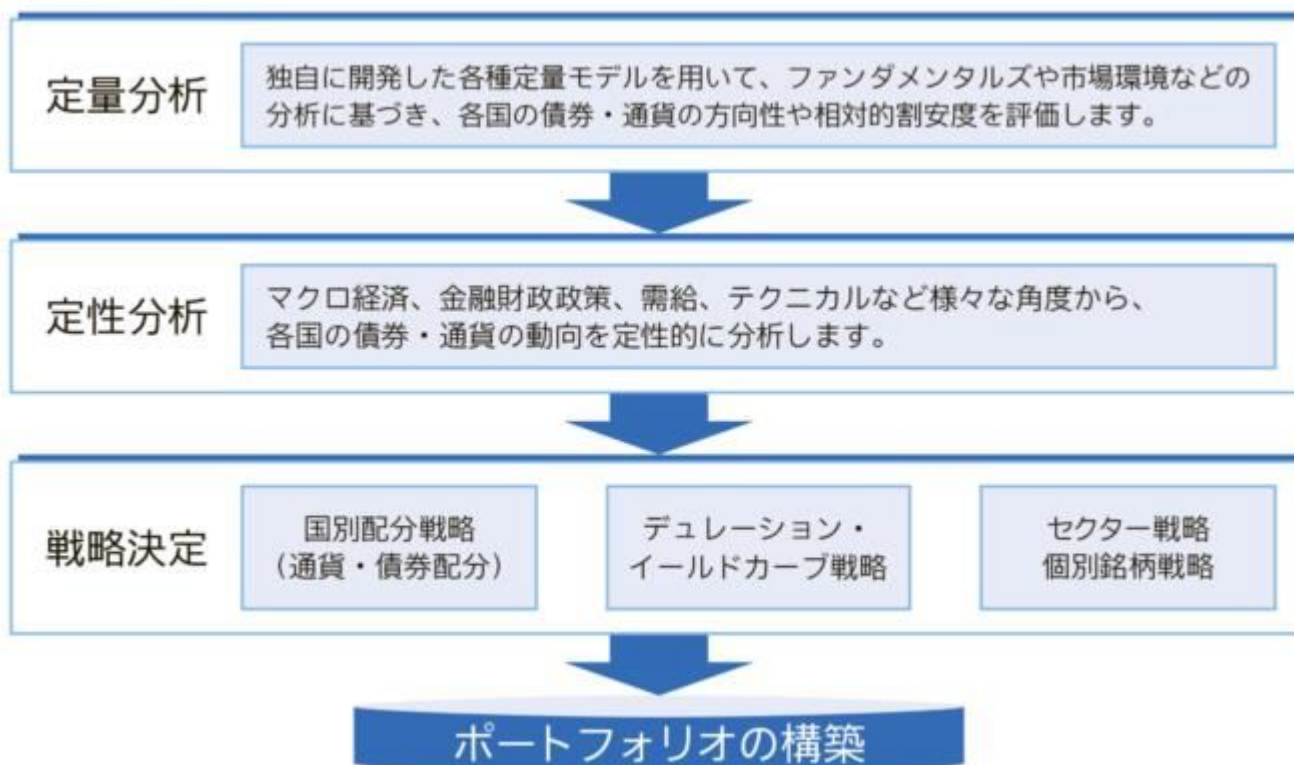 定量分析
独自に開発した各種定量モデルを用いて、ファンダメンタルズや市場環境などの
分析に基づき、各国の債券・通貨の方向性や相対的割安度を評価します。
定性分析
マクロ経済、金融財政政策、需給、テクニカルなど様々な角度から、
各国の債券・通貨の動向を定性的に分析します。
戦略決定
国別配分戦略
（通貨・債券配分）
デュレーション・
イールドカーブ戦略
セクター戦略
個別銘柄戦略
ポートフォリオの構築